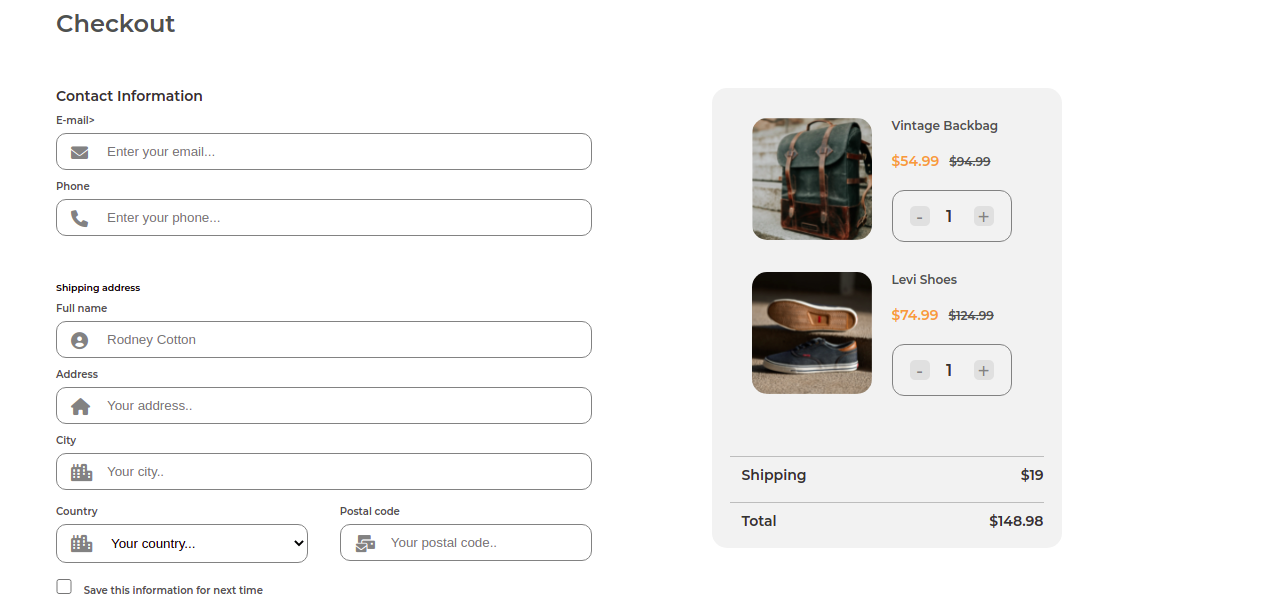 Checkout
Contact Information
E-mail>
Enter your email...
Phone
Enter your phone...
Shipping address
Full name
Rodney Cotton
Address
Your address..
City
Your city..
Country
Postal code
Your country...
Your postal code..
Save this information for next time
Vintage Backbag
$54.99 $94.99
- 1 +
Levi Shoes
$74.99 $124.99
- 1 +
Shipping $19
Total $148.98